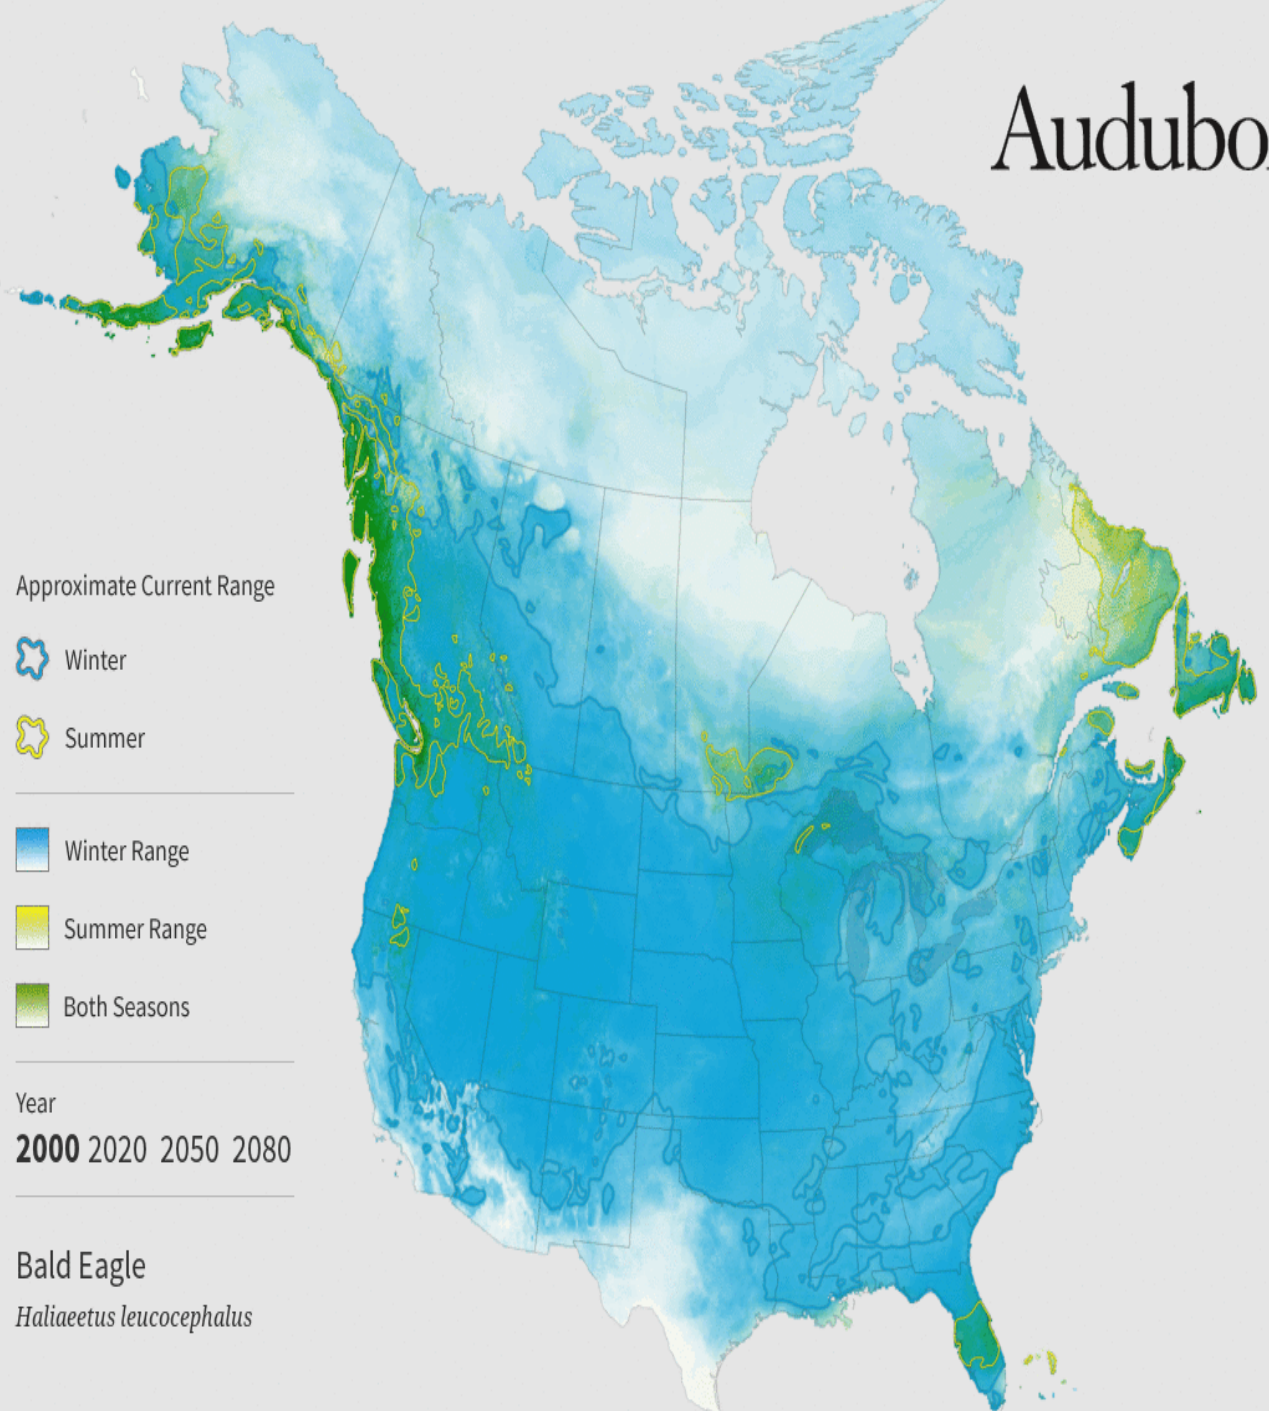 Audubo
Approximate Current Range
Winter
Summer
Winter Range
Summer Range
Both Seasons
Year
2000 2020 2050 2080
Bald Eagle
Haliaeetus leucocephalus